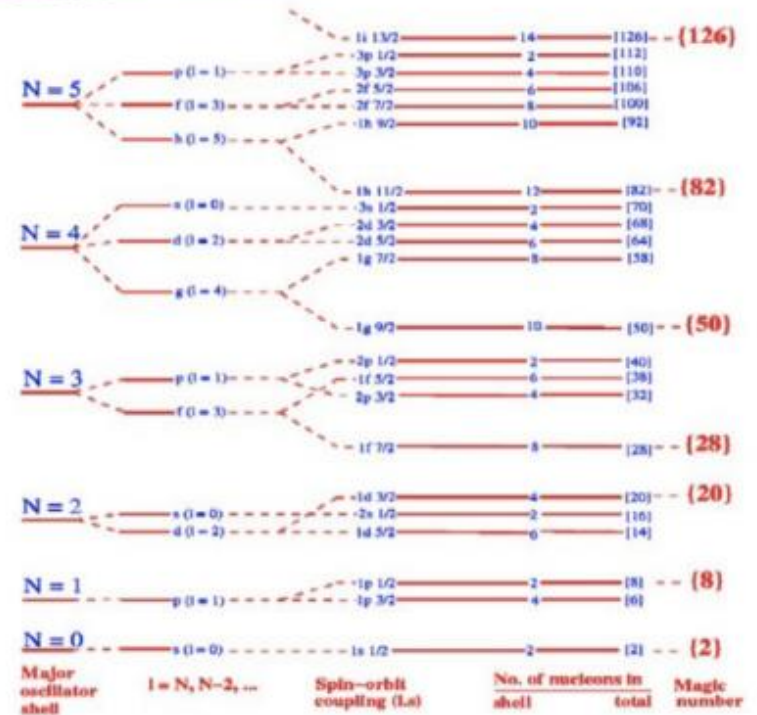 1i 13/2 14 [126] {126}
3p 1/2 2 [112]
N = 5 p (l = 1) 3p 3/2 4 [110]
2f 5/2 6 [106]
f (l = 3) 2f 7/2 8 [100]
1h 9/2 10 [92]
h (l = 5)
1h 11/2 12 [82] {82}
s (l = 0) 3s 1/2 2 [70]
2d 3/2 4 [68]
N = 4 d (l = 2) 2d 5/2 6 [64]
1g 7/2 8 [58]
g (l = 4)
1g 9/2 10 [50] {50}
2p 1/2 2 [40]
N = 3 p (l = 1) 1f 5/2 6 [38]
2p 3/2 4 [32]
f (l = 3)
1f 7/2 8 [28] {28}
1d 3/2 4 [20] {20}
N = 2 s (l = 0) 2s 1/2 2 [16]
d (l = 2) 1d 5/2 6 [14]
N = 1 1p 1/2 2 [8] {8}
p (l = 1) 1p 3/2 4 [6]
N = 0 s (l = 0) 1s 1/2 2 [2] {2}
Major oscillator shell
l = N, N-2, ...
Spin-orbit coupling (l.s)
No. of nucleons in
shell total
Magic number